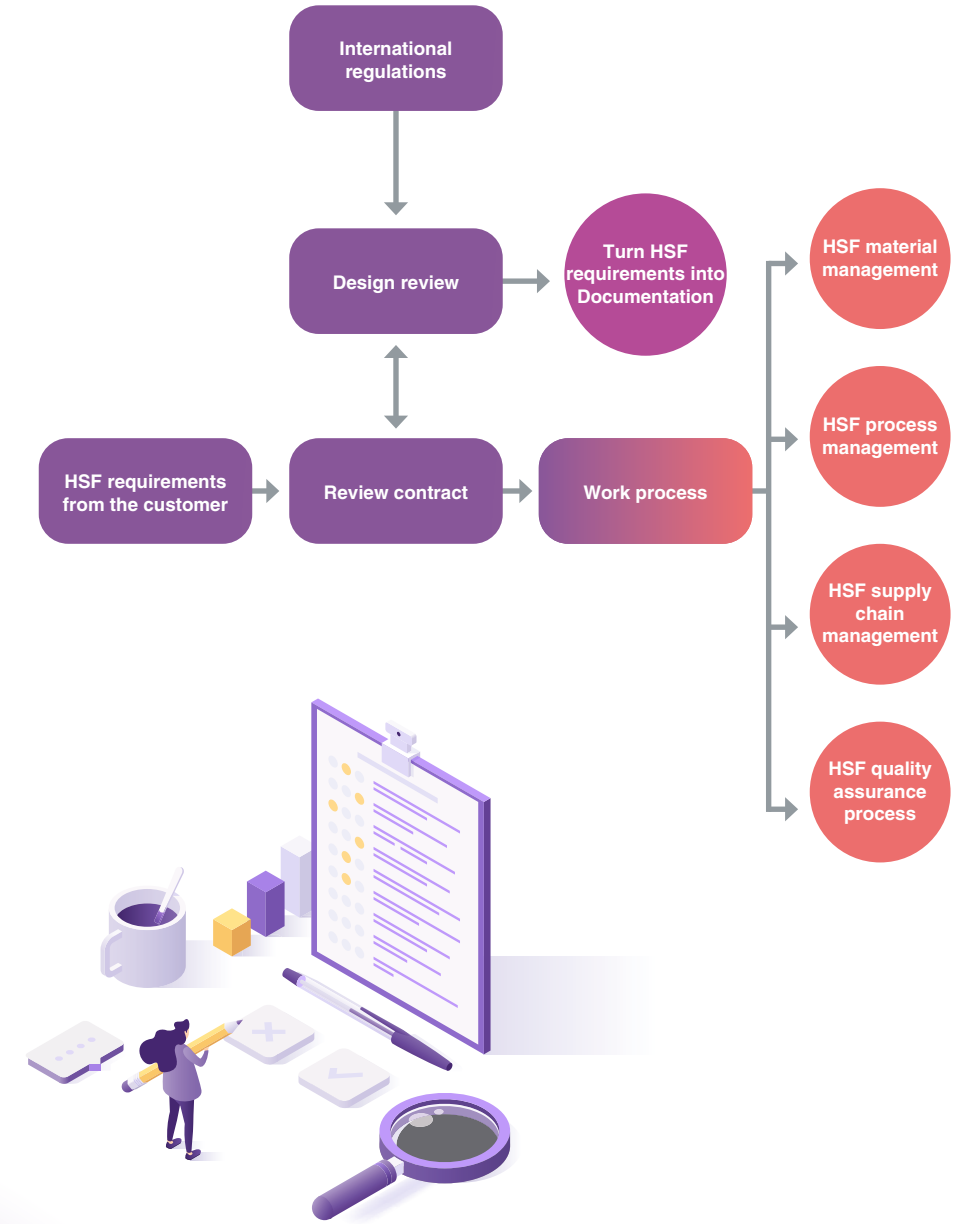 International
regulations
Design review
Turn HSF
requirements into
Documentation
HSF material
management
HSF process
management
HSF requirements
from the customer
Review contract
Work process
HSF supply
chain
management
HSF quality
assurance
process